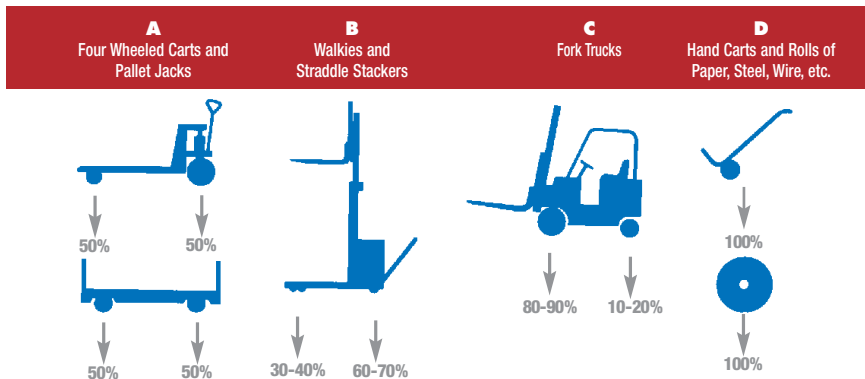 A
Four Wheeled Carts and
Pallet Jacks
B
Walkies and
Straddle Stackers
C
Fork Trucks
D
Hand Carts and Rolls of
Paper, Steel, Wire, etc.
50%
50%
50%
50%
30-40%
60-70%
80-90%
10-20%
100%
100%